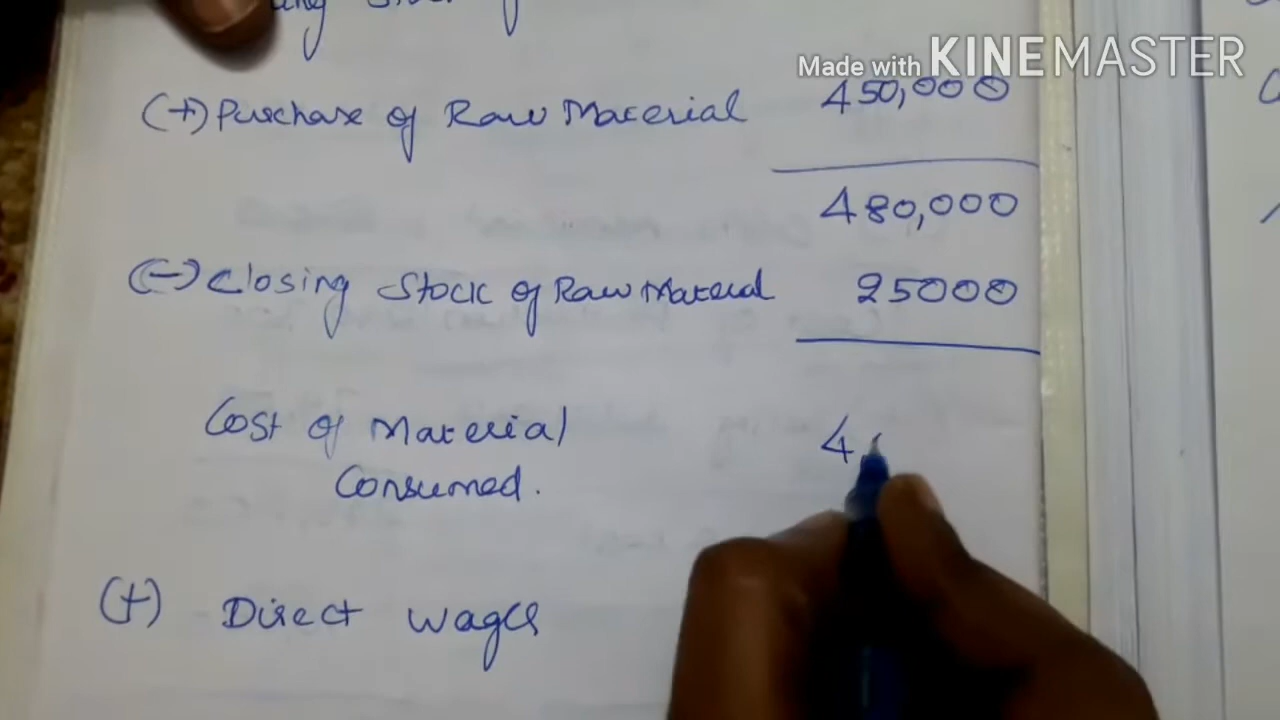 Made with KINEMASTER
(+) Purchase of Raw Material 450,000
480,000
(-) Closing Stock of Raw Material 25000
Cost of Material 4
Consumed.
(+) Direct wages